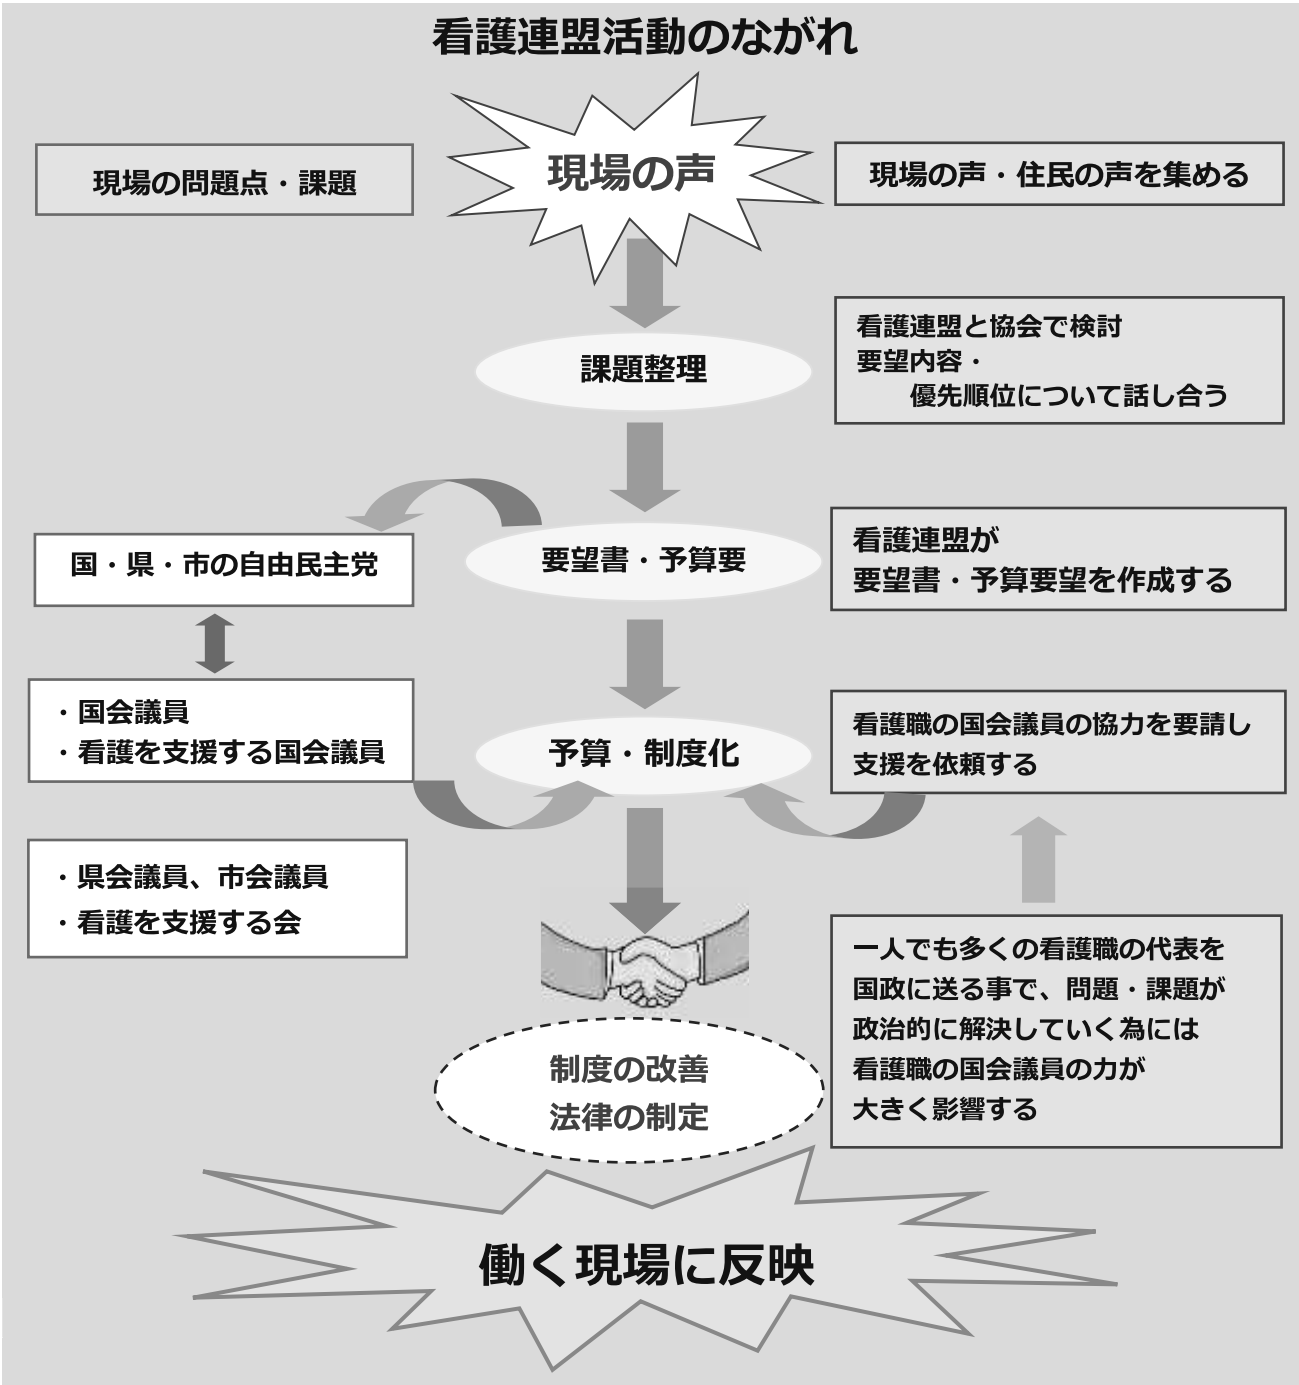 看護連盟活動のながれ
現場の声
現場の問題点・課題
現場の声・住民の声を集める
課題整理
看護連盟と協会で検討
要望内容・
優先順位について話し合う
要望書・予算要
看護連盟が
要望書・予算要望を作成する
国・県・市の自由民主党
・国会議員
・看護を支援する国会議員
予算・制度化
看護職の国会議員の協力を要請し
支援を依頼する
・県会議員、市会議員
・看護を支援する会
一人でも多くの看護職の代表を
国政に送る事で、問題・課題が
政治的に解決していく為には
看護職の国会議員の力が
大きく影響する
制度の改善
法律の制定
働く現場に反映